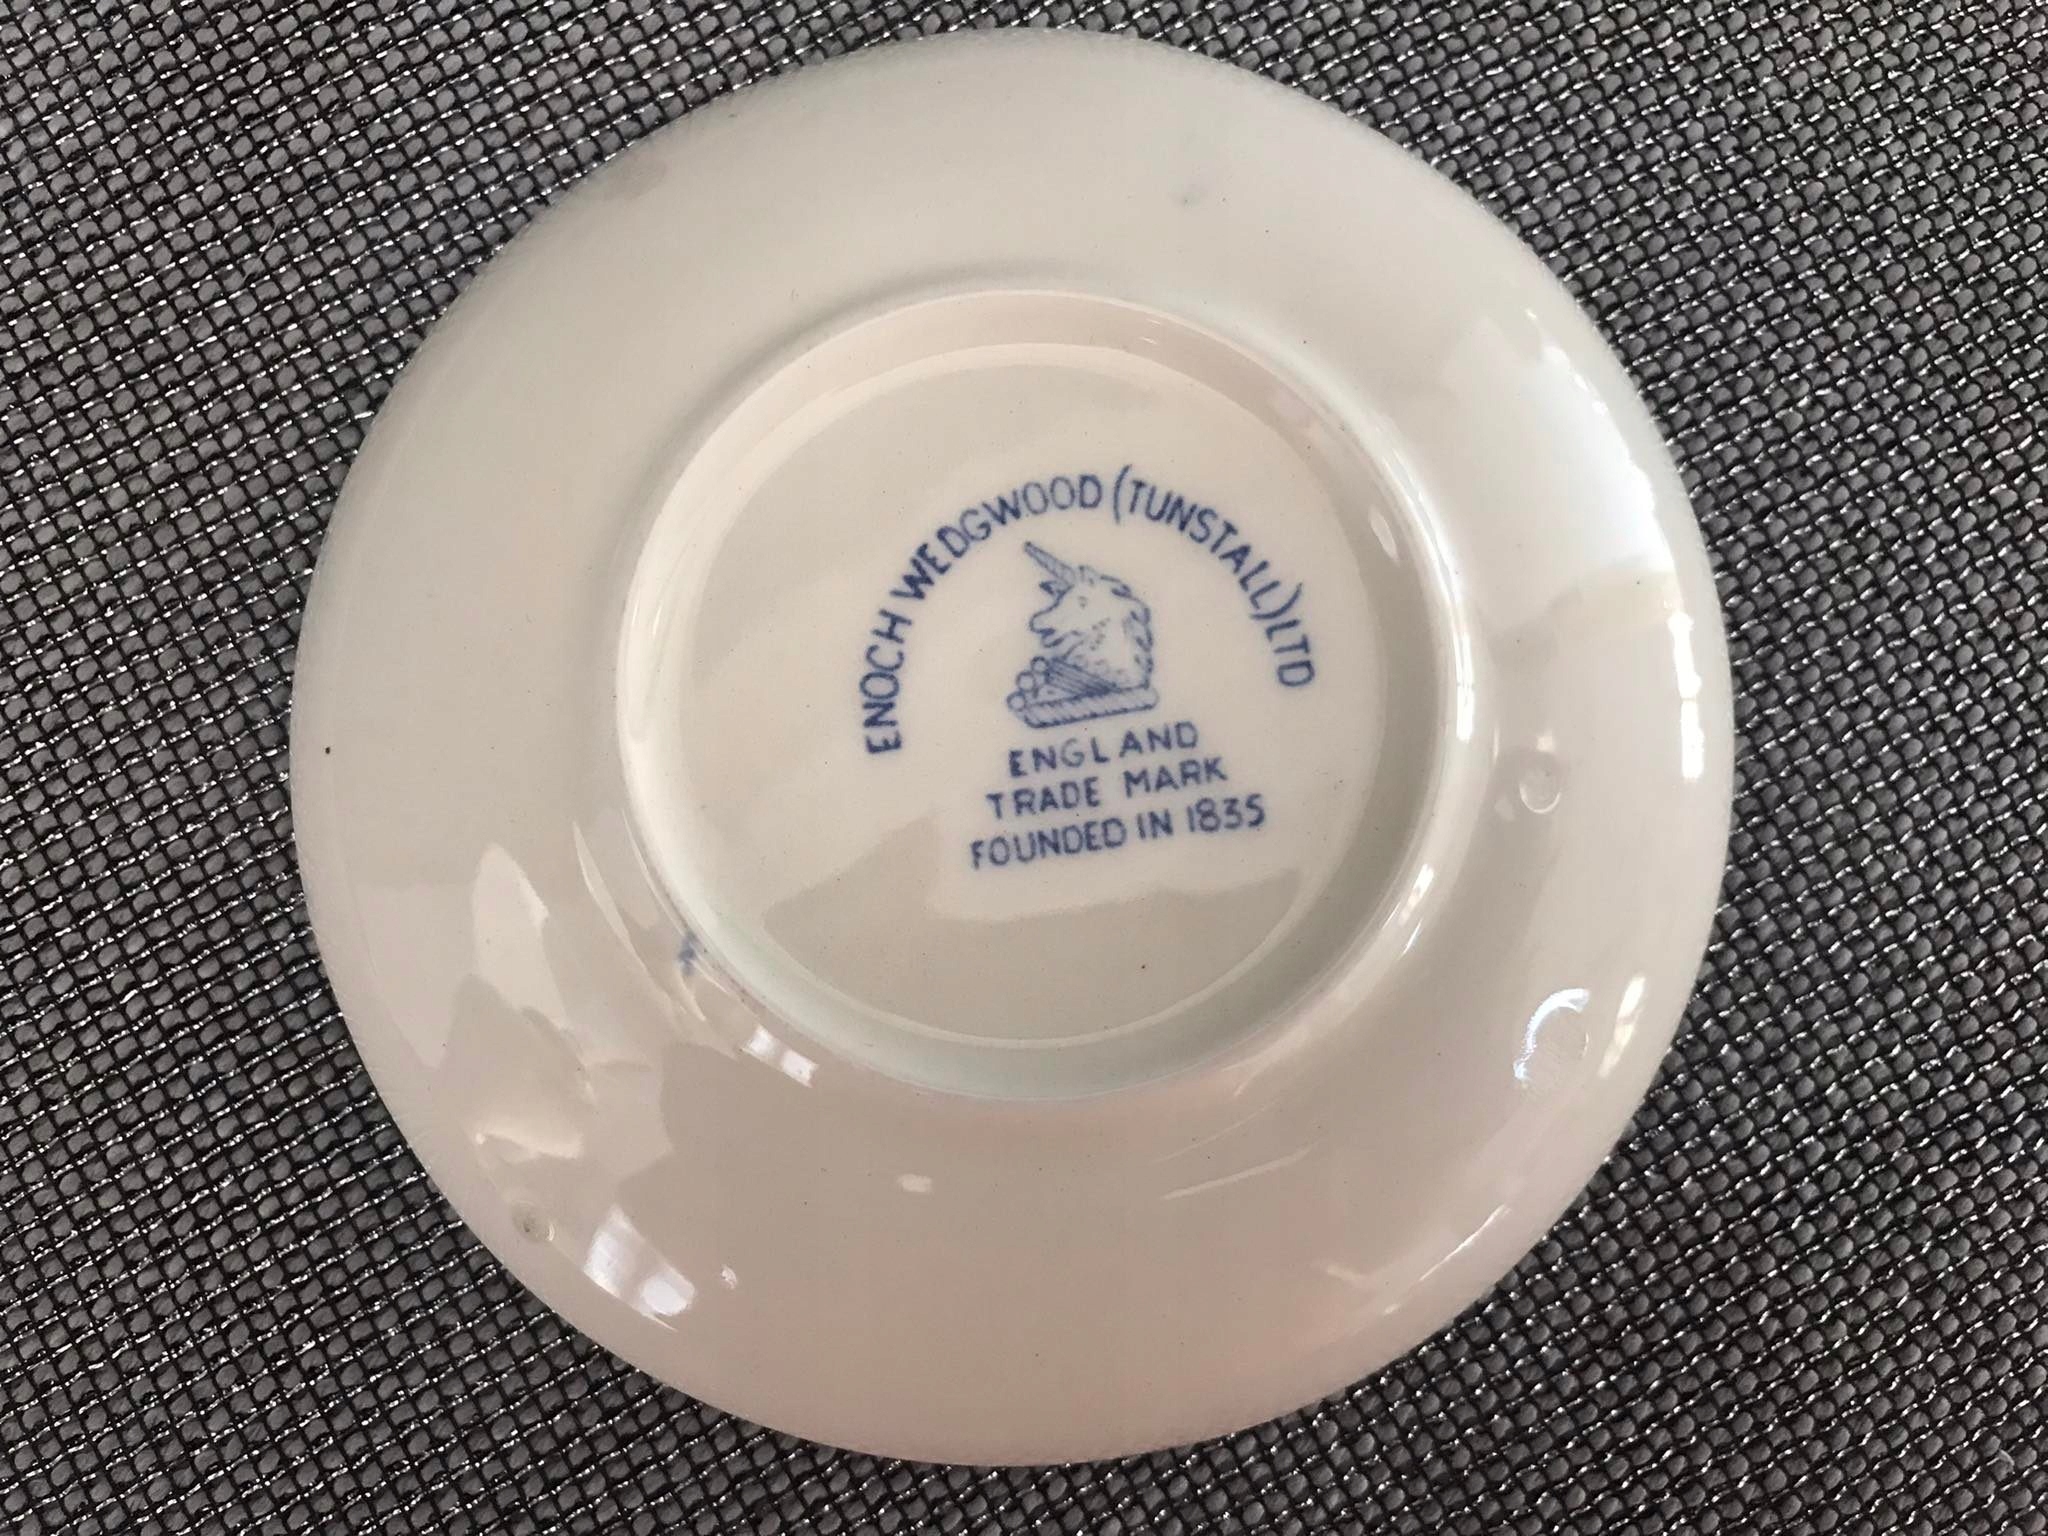 ENOCH WEDGWOOD (TUNSTALL) LTD
ENGLAND
TRADE MARK
FOUNDED IN 1835